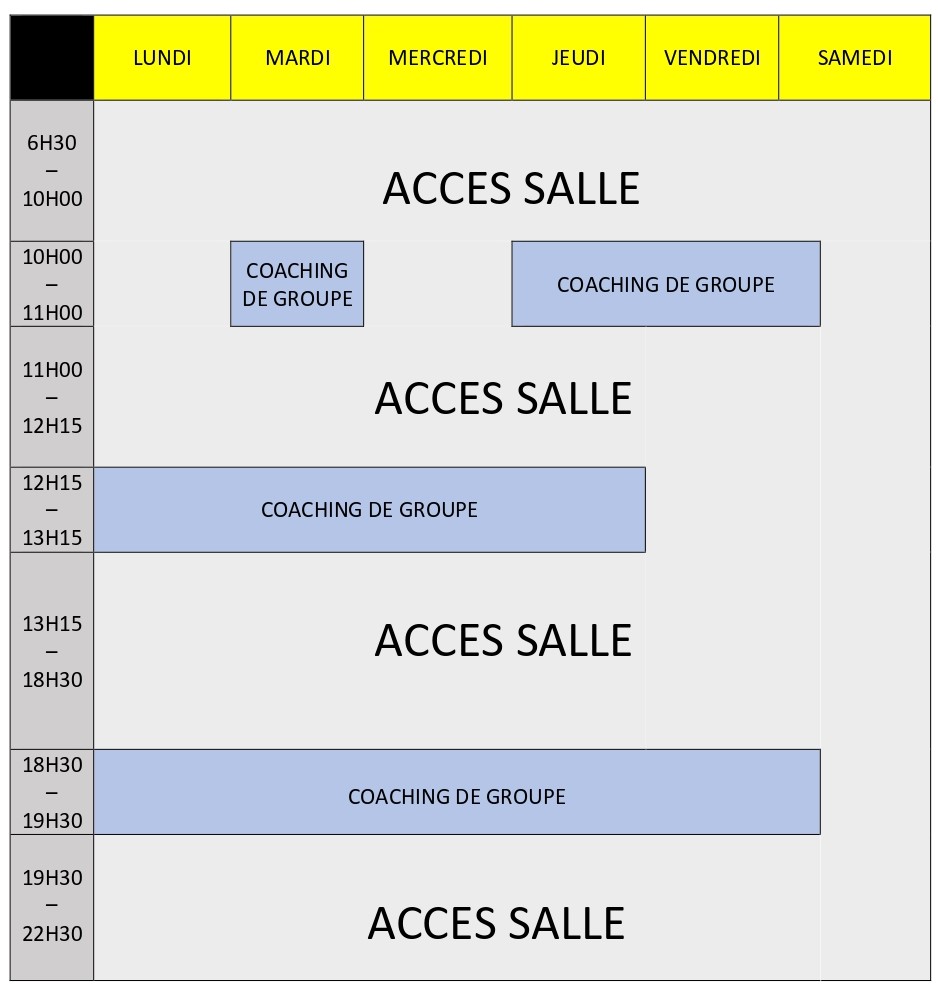 LUNDI MARDI MERCREDI JEUDI VENDREDI SAMEDI
6H30
–
10H00
ACCES SALLE
10H00
–
11H00
COACHING
DE GROUPE
COACHING DE GROUPE
11H00
–
12H15
ACCES SALLE
12H15
–
13H15
COACHING DE GROUPE
13H15
–
18H30
ACCES SALLE
18H30
–
19H30
COACHING DE GROUPE
19H30
–
22H30
ACCES SALLE